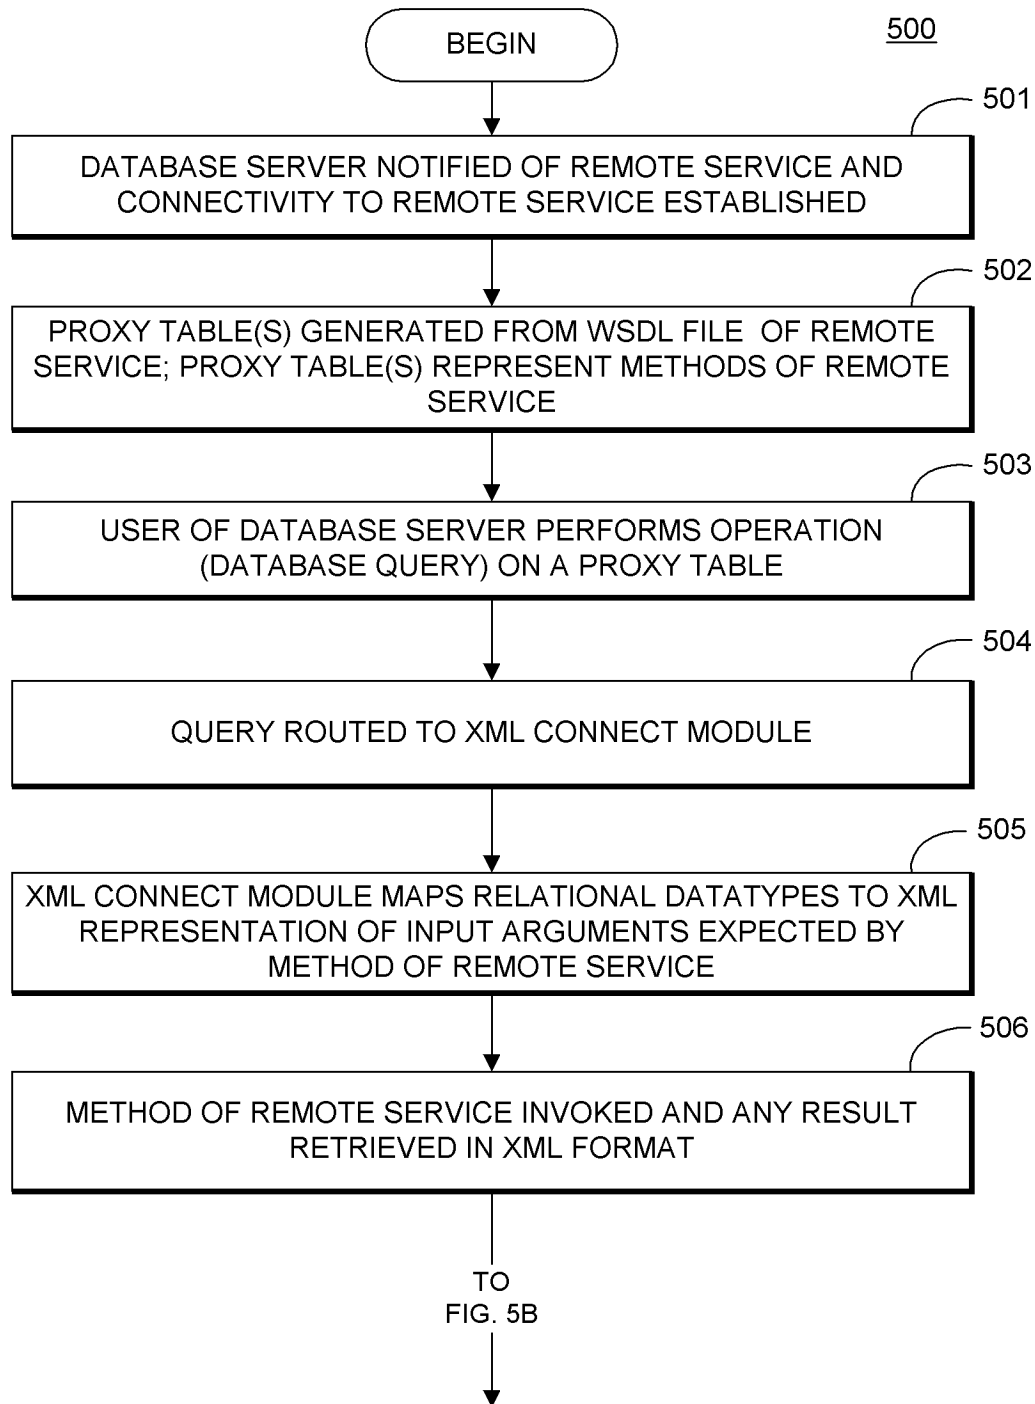 BEGIN
500
501
DATABASE SERVER NOTIFIED OF REMOTE SERVICE AND
CONNECTIVITY TO REMOTE SERVICE ESTABLISHED
502
PROXY TABLE(S) GENERATED FROM WSDL FILE OF REMOTE
SERVICE; PROXY TABLE(S) REPRESENT METHODS OF REMOTE
SERVICE
503
USER OF DATABASE SERVER PERFORMS OPERATION
(DATABASE QUERY) ON A PROXY TABLE
504
QUERY ROUTED TO XML CONNECT MODULE
505
XML CONNECT MODULE MAPS RELATIONAL DATATYPES TO XML
REPRESENTATION OF INPUT ARGUMENTS EXPECTED BY
METHOD OF REMOTE SERVICE
506
METHOD OF REMOTE SERVICE INVOKED AND ANY RESULT
RETRIEVED IN XML FORMAT
TO
FIG. 5B